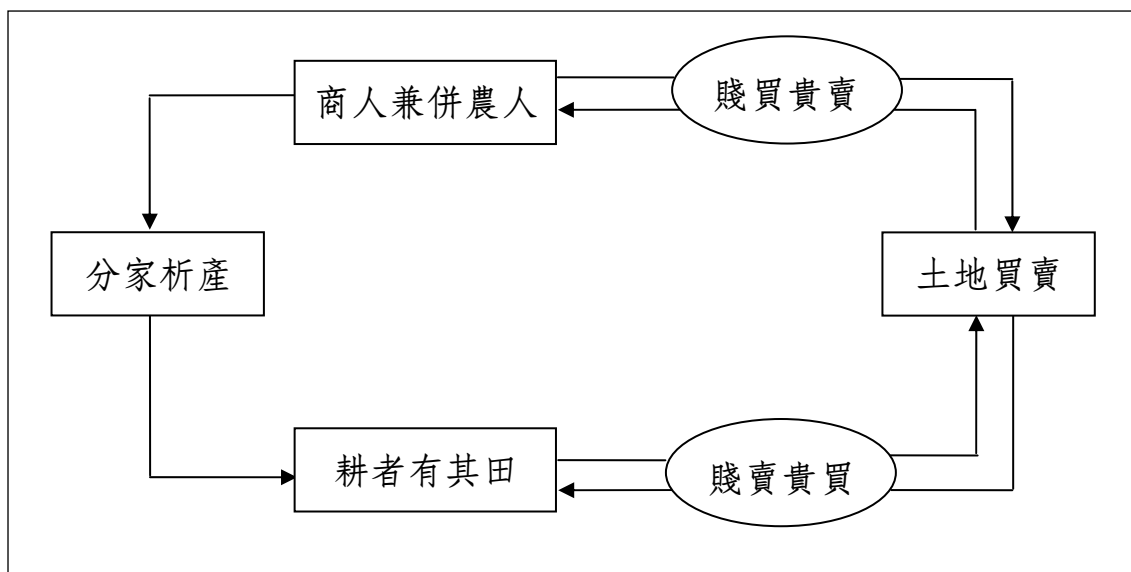 商人兼併農人
賤買貴賣
分家析產
土地買賣
耕者有其田
賤賣貴買